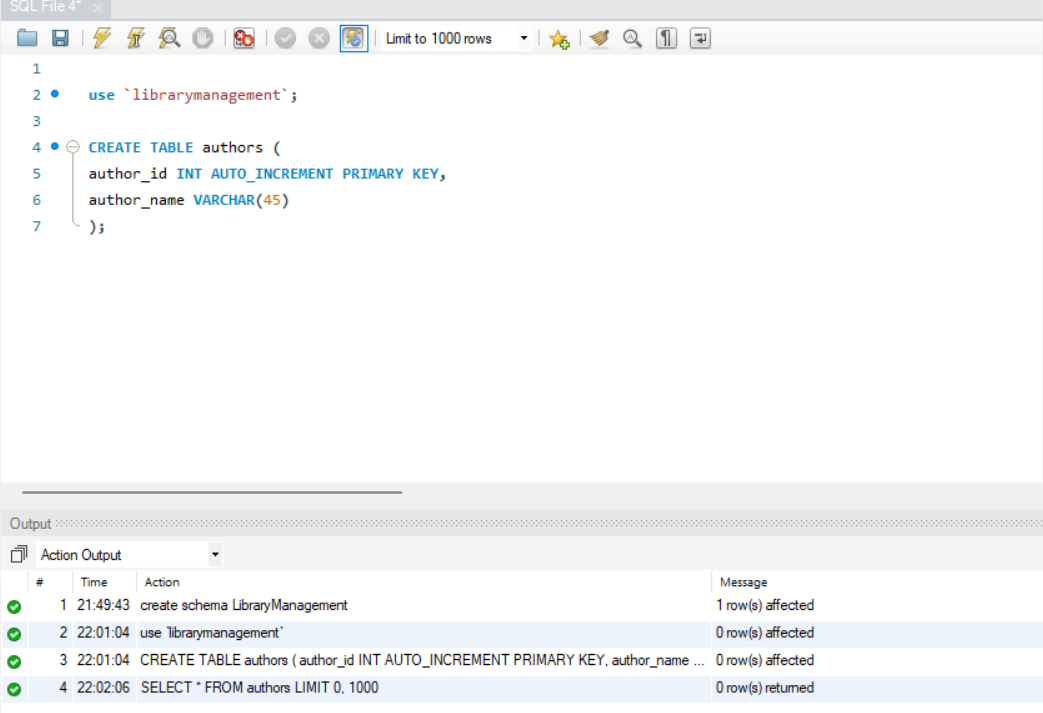 SQL File 4*
Limit to 1000 rows
1
2 use `librarymanagement`;
3
4 CREATE TABLE authors (
5 author_id INT AUTO_INCREMENT PRIMARY KEY,
6 author_name VARCHAR(45)
7 );
Output
Action Output
# Time Action Message
1 21:49:43 create schema LibraryManagement 1 row(s) affected
2 22:01:04 use `librarymanagement` 0 row(s) affected
3 22:01:04 CREATE TABLE authors ( author_id INT AUTO_INCREMENT PRIMARY KEY, author_name ... 0 row(s) affected
4 22:02:06 SELECT * FROM authors LIMIT 0, 1000 0 row(s) returned